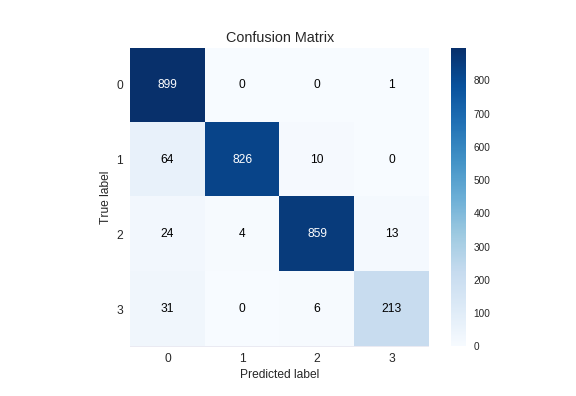 Confusion Matrix
0 899 0 0 1
1 64 826 10 0
2 24 4 859 13
3 31 0 6 213
0 1 2 3
Predicted label
True label
800
700
600
500
400
300
200
100
0